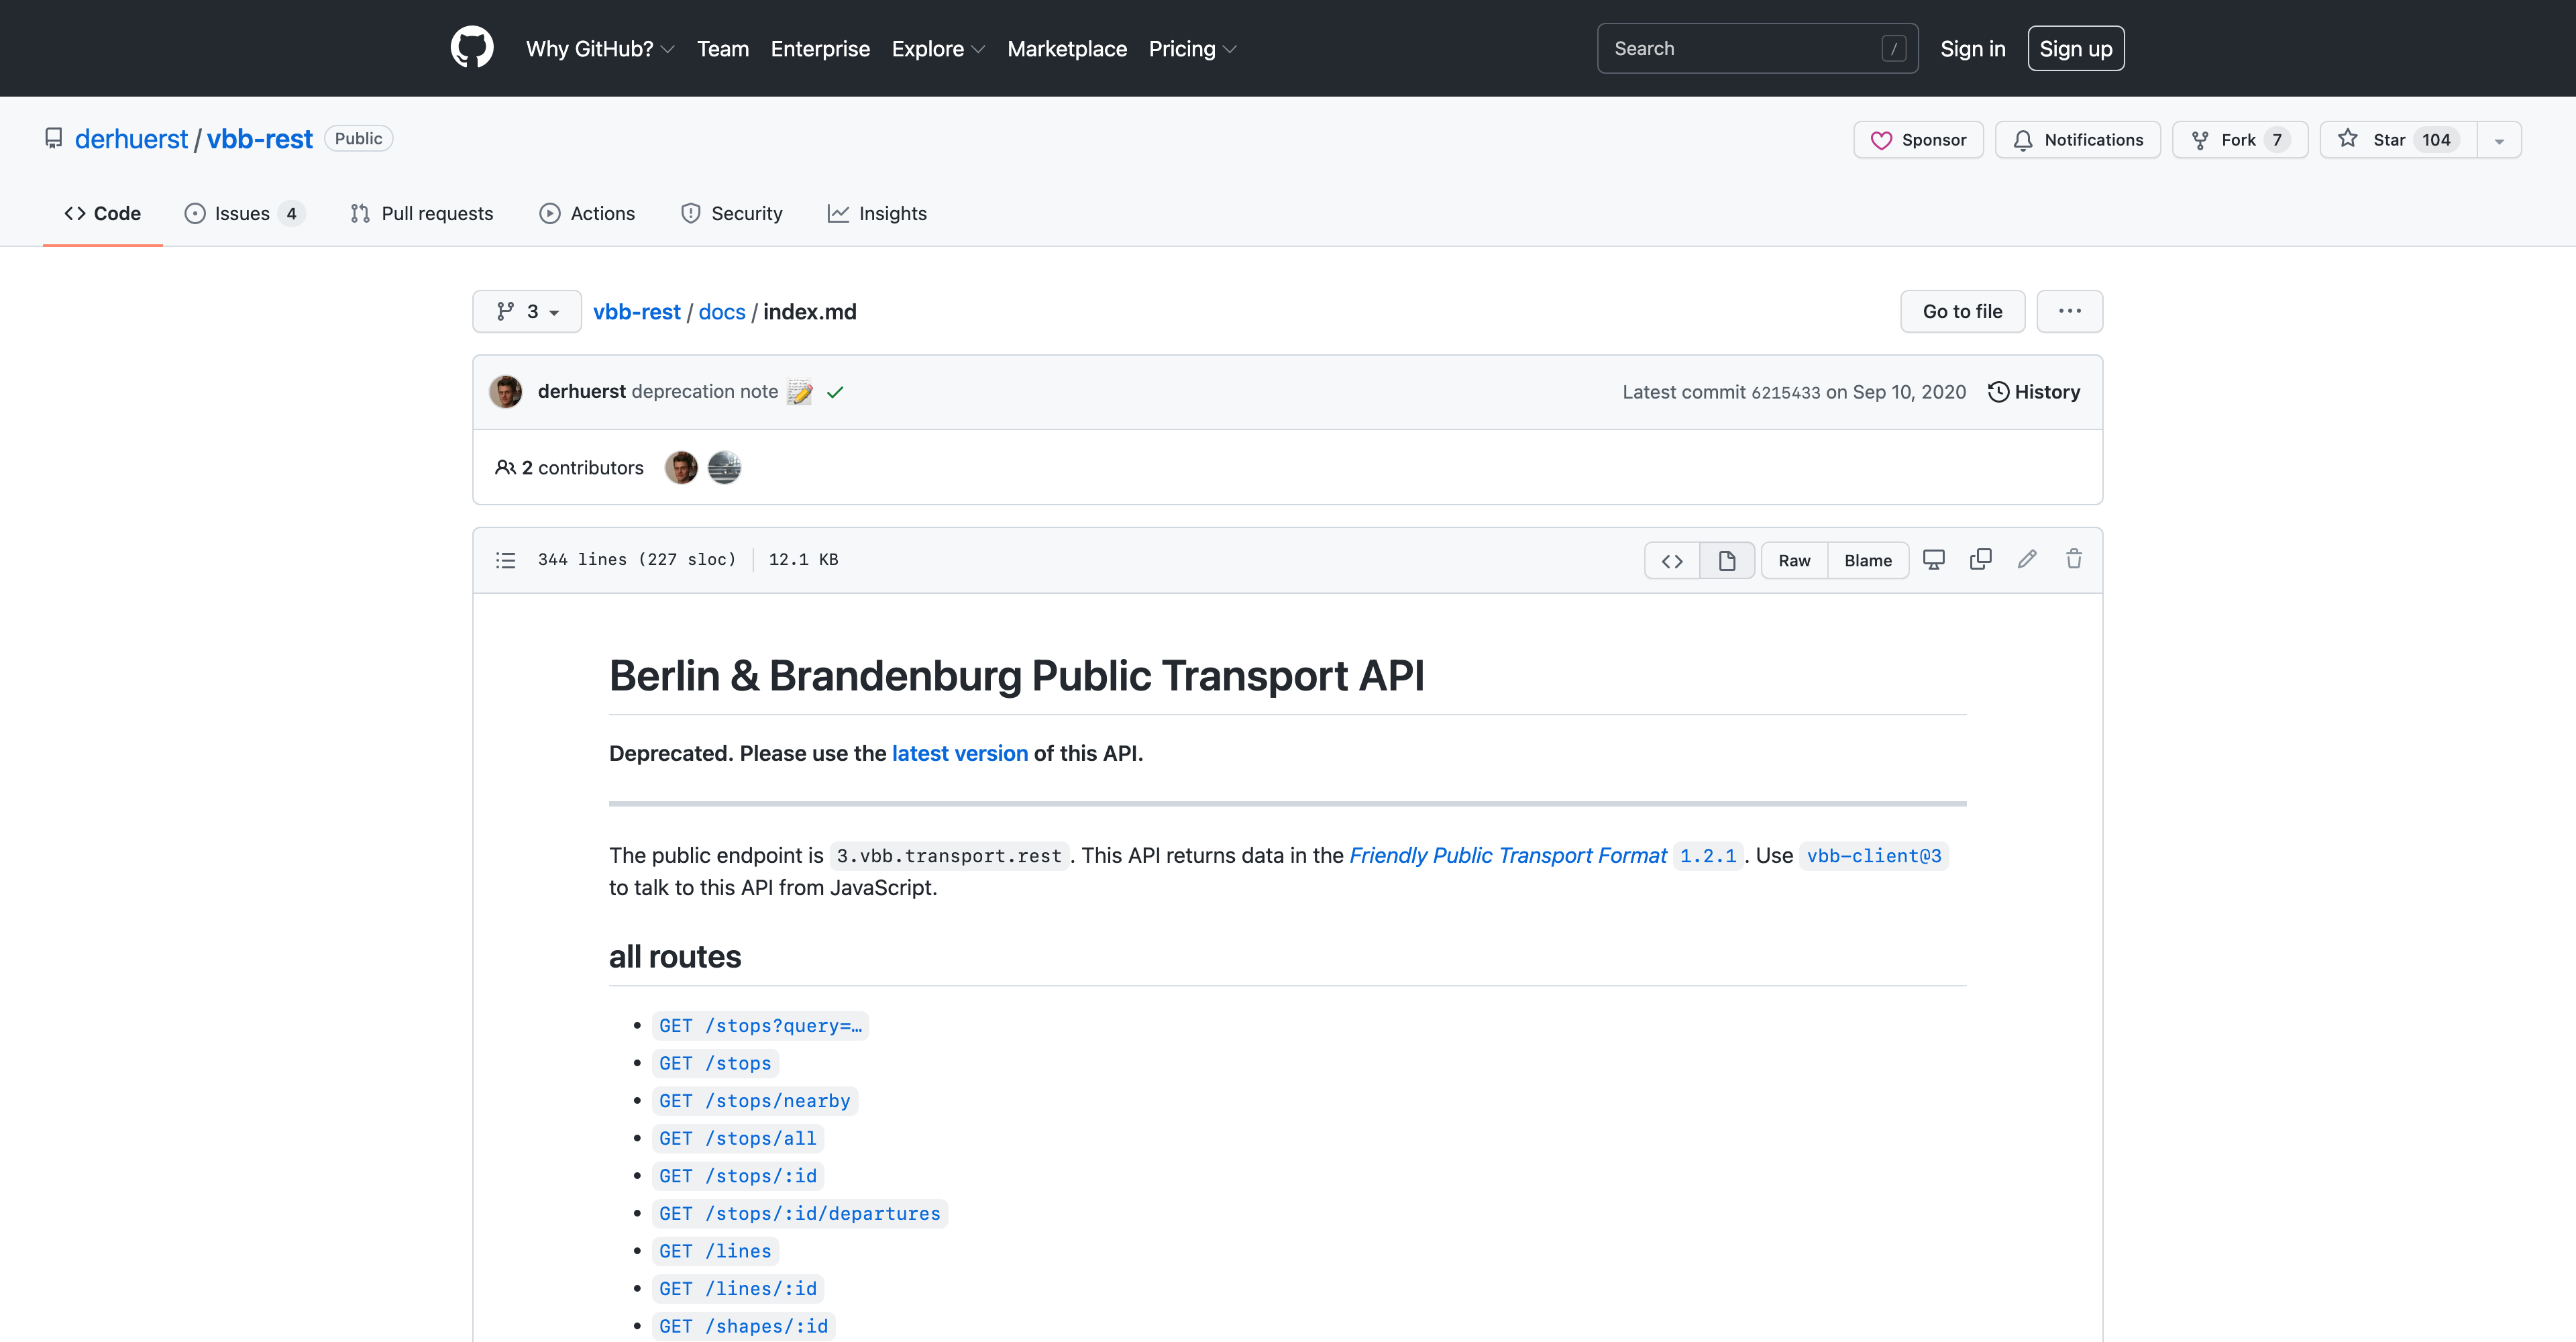 Why GitHub? Team Enterprise Explore Marketplace Pricing Search / Sign in Sign up
derhuerst / vbb-rest Public Sponsor Notifications Fork 7 Star 104
Code Issues 4 Pull requests Actions Security Insights
3 vbb-rest / docs / index.md Go to file ...
derhuerst deprecation note Latest commit 6215433 on Sep 10, 2020 History
2 contributors
344 lines (227 sloc) 12.1 KB <> Raw Blame
Berlin & Brandenburg Public Transport API
Deprecated. Please use the latest version of this API.
The public endpoint is 3.vbb.transport.rest. This API returns data in the Friendly Public Transport Format 1.2.1. Use vbb-client@3
to talk to this API from JavaScript.
all routes
• GET /stops?query=…
• GET /stops
• GET /stops/nearby
• GET /stops/all
• GET /stops/:id
• GET /stops/:id/departures
• GET /lines
• GET /lines/:id
• GET /shapes/:id